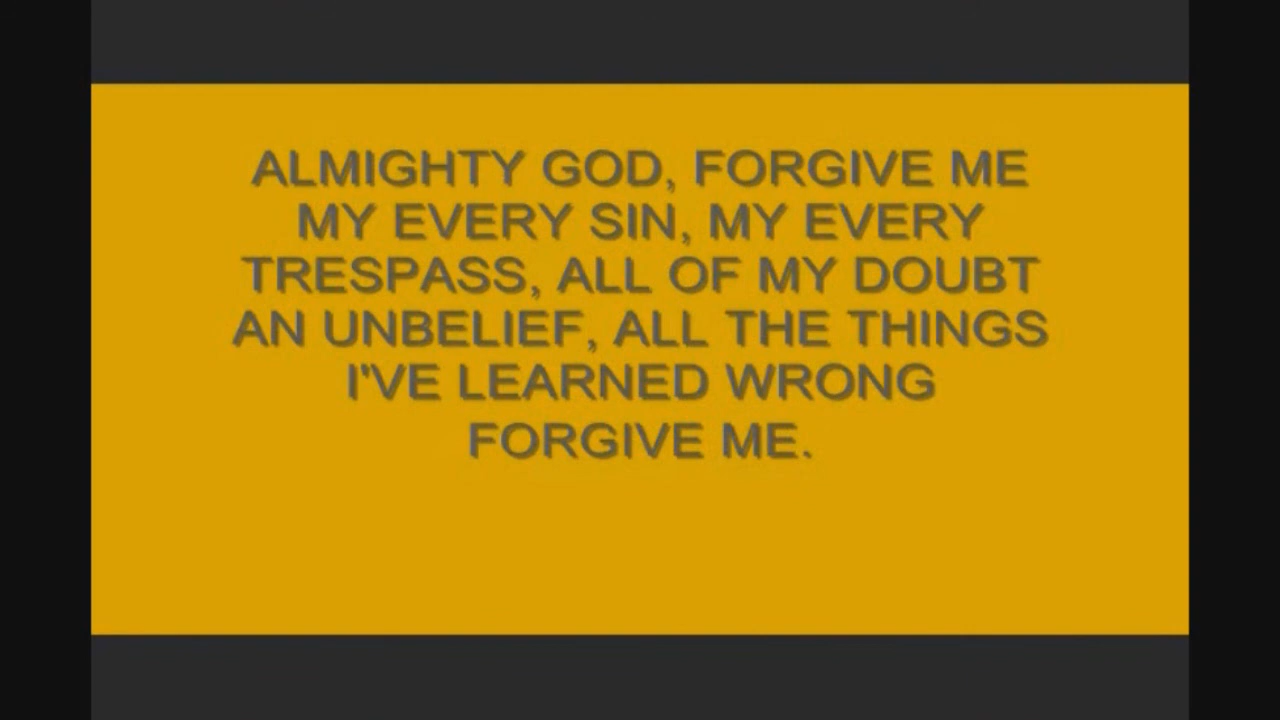 ALMIGHTY GOD, FORGIVE ME
MY EVERY SIN, MY EVERY
TRESPASS, ALL OF MY DOUBT
AN UNBELIEF, ALL THE THINGS
I'VE LEARNED WRONG
FORGIVE ME.